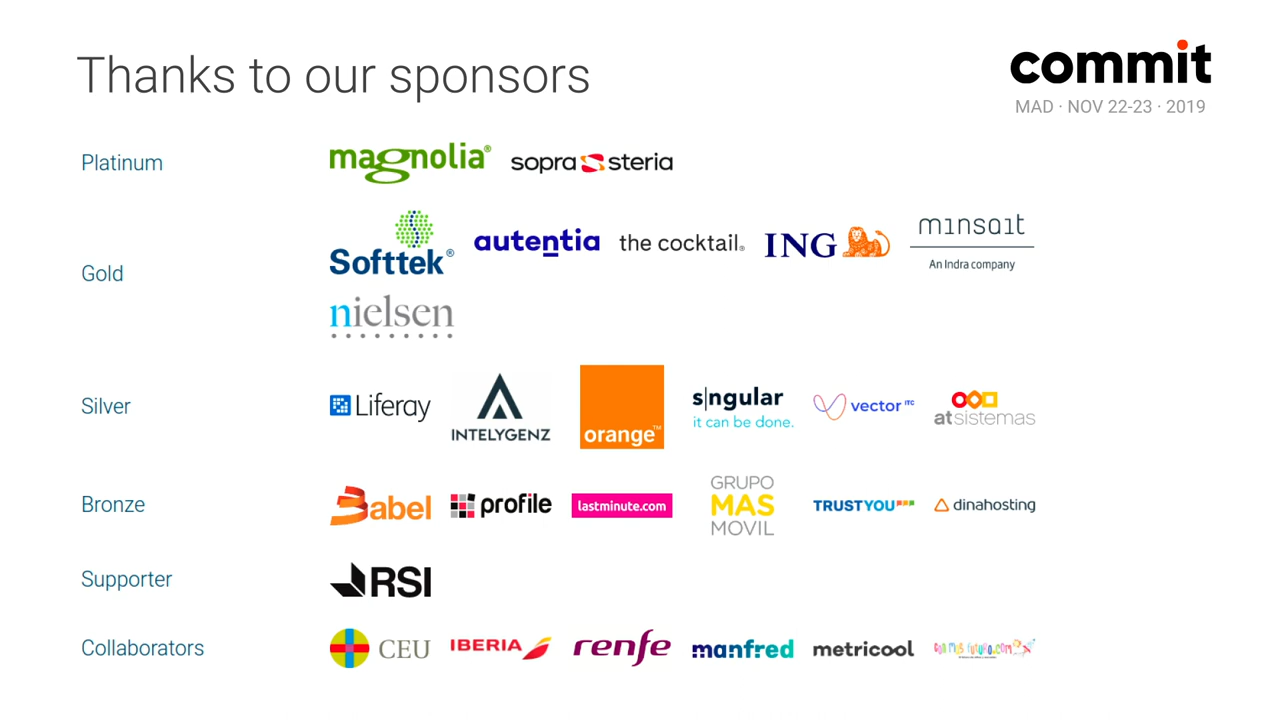 Thanks to our sponsors
commit
MAD · NOV 22-23 · 2019
Platinum
magnolia®
sopra steria
Gold
Softtek®
autentia
the cocktail®
ING
minsait
An Indra company
nielsen
Silver
Liferay
INTELYGENZ
orange™
s|ngular
it can be done.
vector ITC
atsistemas
Bronze
Babel
profile
lastminute.com
GRUPO
MAS
MOVIL
TRUSTYOU
dinahosting
Supporter
RSI
Collaborators
CEU
IBERIA
renfe
manfred
metricool